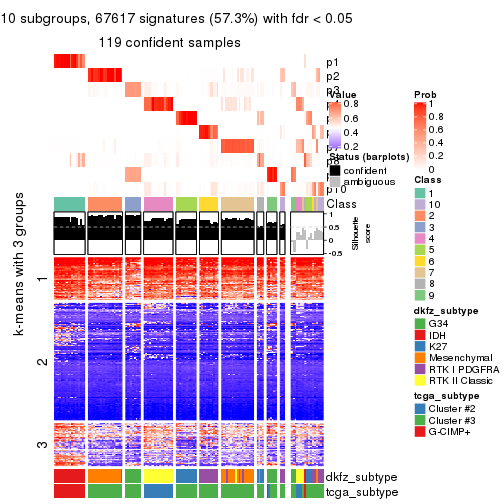 10 subgroups, 67617 signatures (57.3%) with fdr < 0.05
119 confident samples
p1
p2
Value
0.8
0.6
0.4
0.2
Status (barplots)
confident
ambiguous
Class
1
0.5
0
-0.5
Silhouette
score
k-means with 3 groups
1
2
3
dkfz_subtype
tcga_subtype
Prob
1
0.8
0.6
0.4
0.2
0
Class
1
10
2
3
4
5
6
7
8
9
dkfz_subtype
G34
IDH
K27
Mesenchymal
RTK I PDGFRA
RTK II Classic
tcga_subtype
Cluster #2
Cluster #3
G-CIMP+